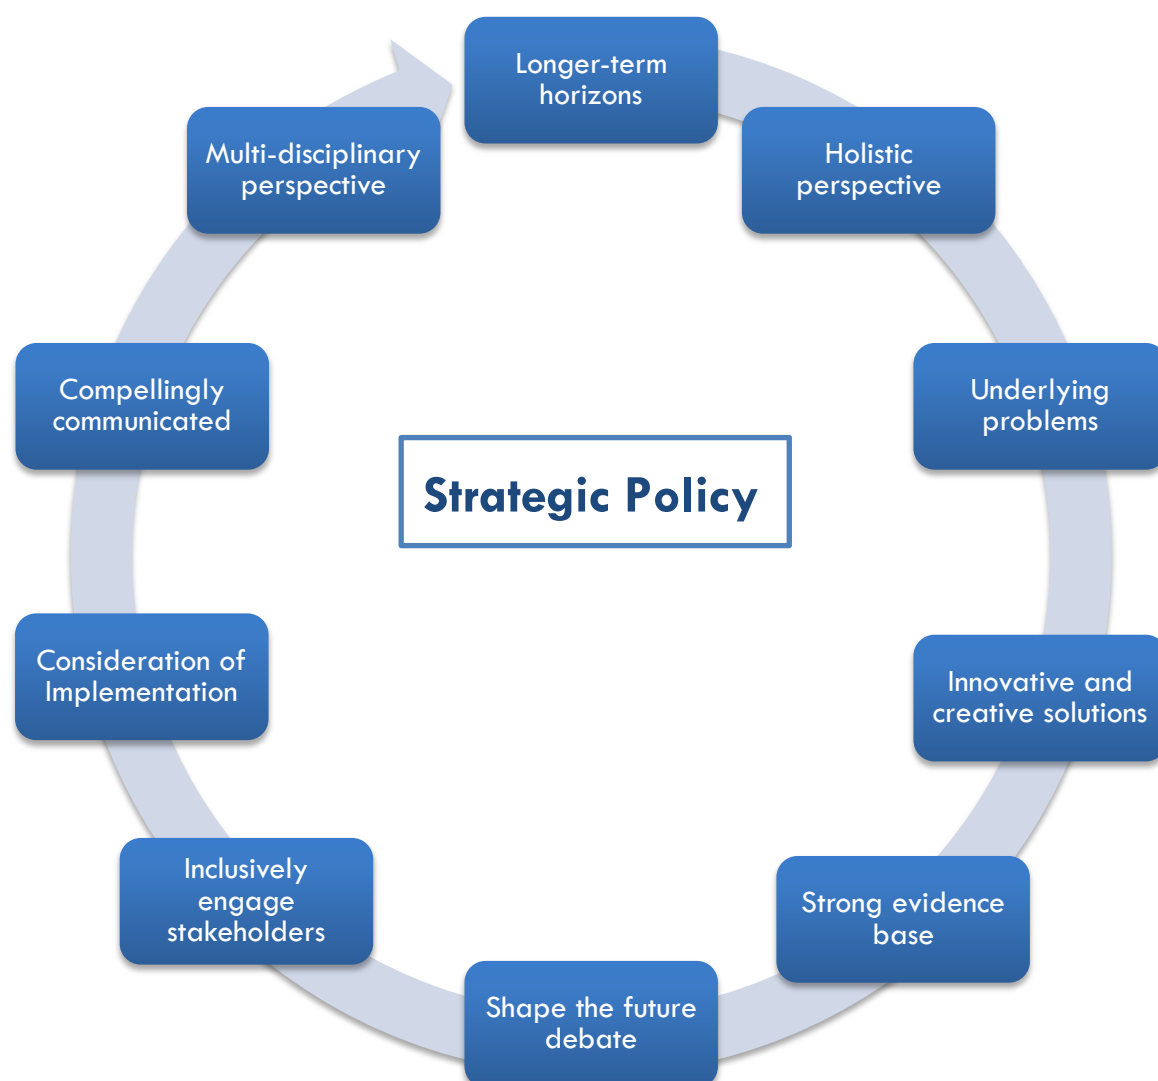 Longer-term
horizons
Holistic
perspective
Underlying
problems
Innovative and
creative solutions
Strong evidence
base
Shape the future
debate
Inclusively
engage
stakeholders
Consideration of
Implementation
Compellingly
communicated
Multi-disciplinary
perspective
Strategic Policy